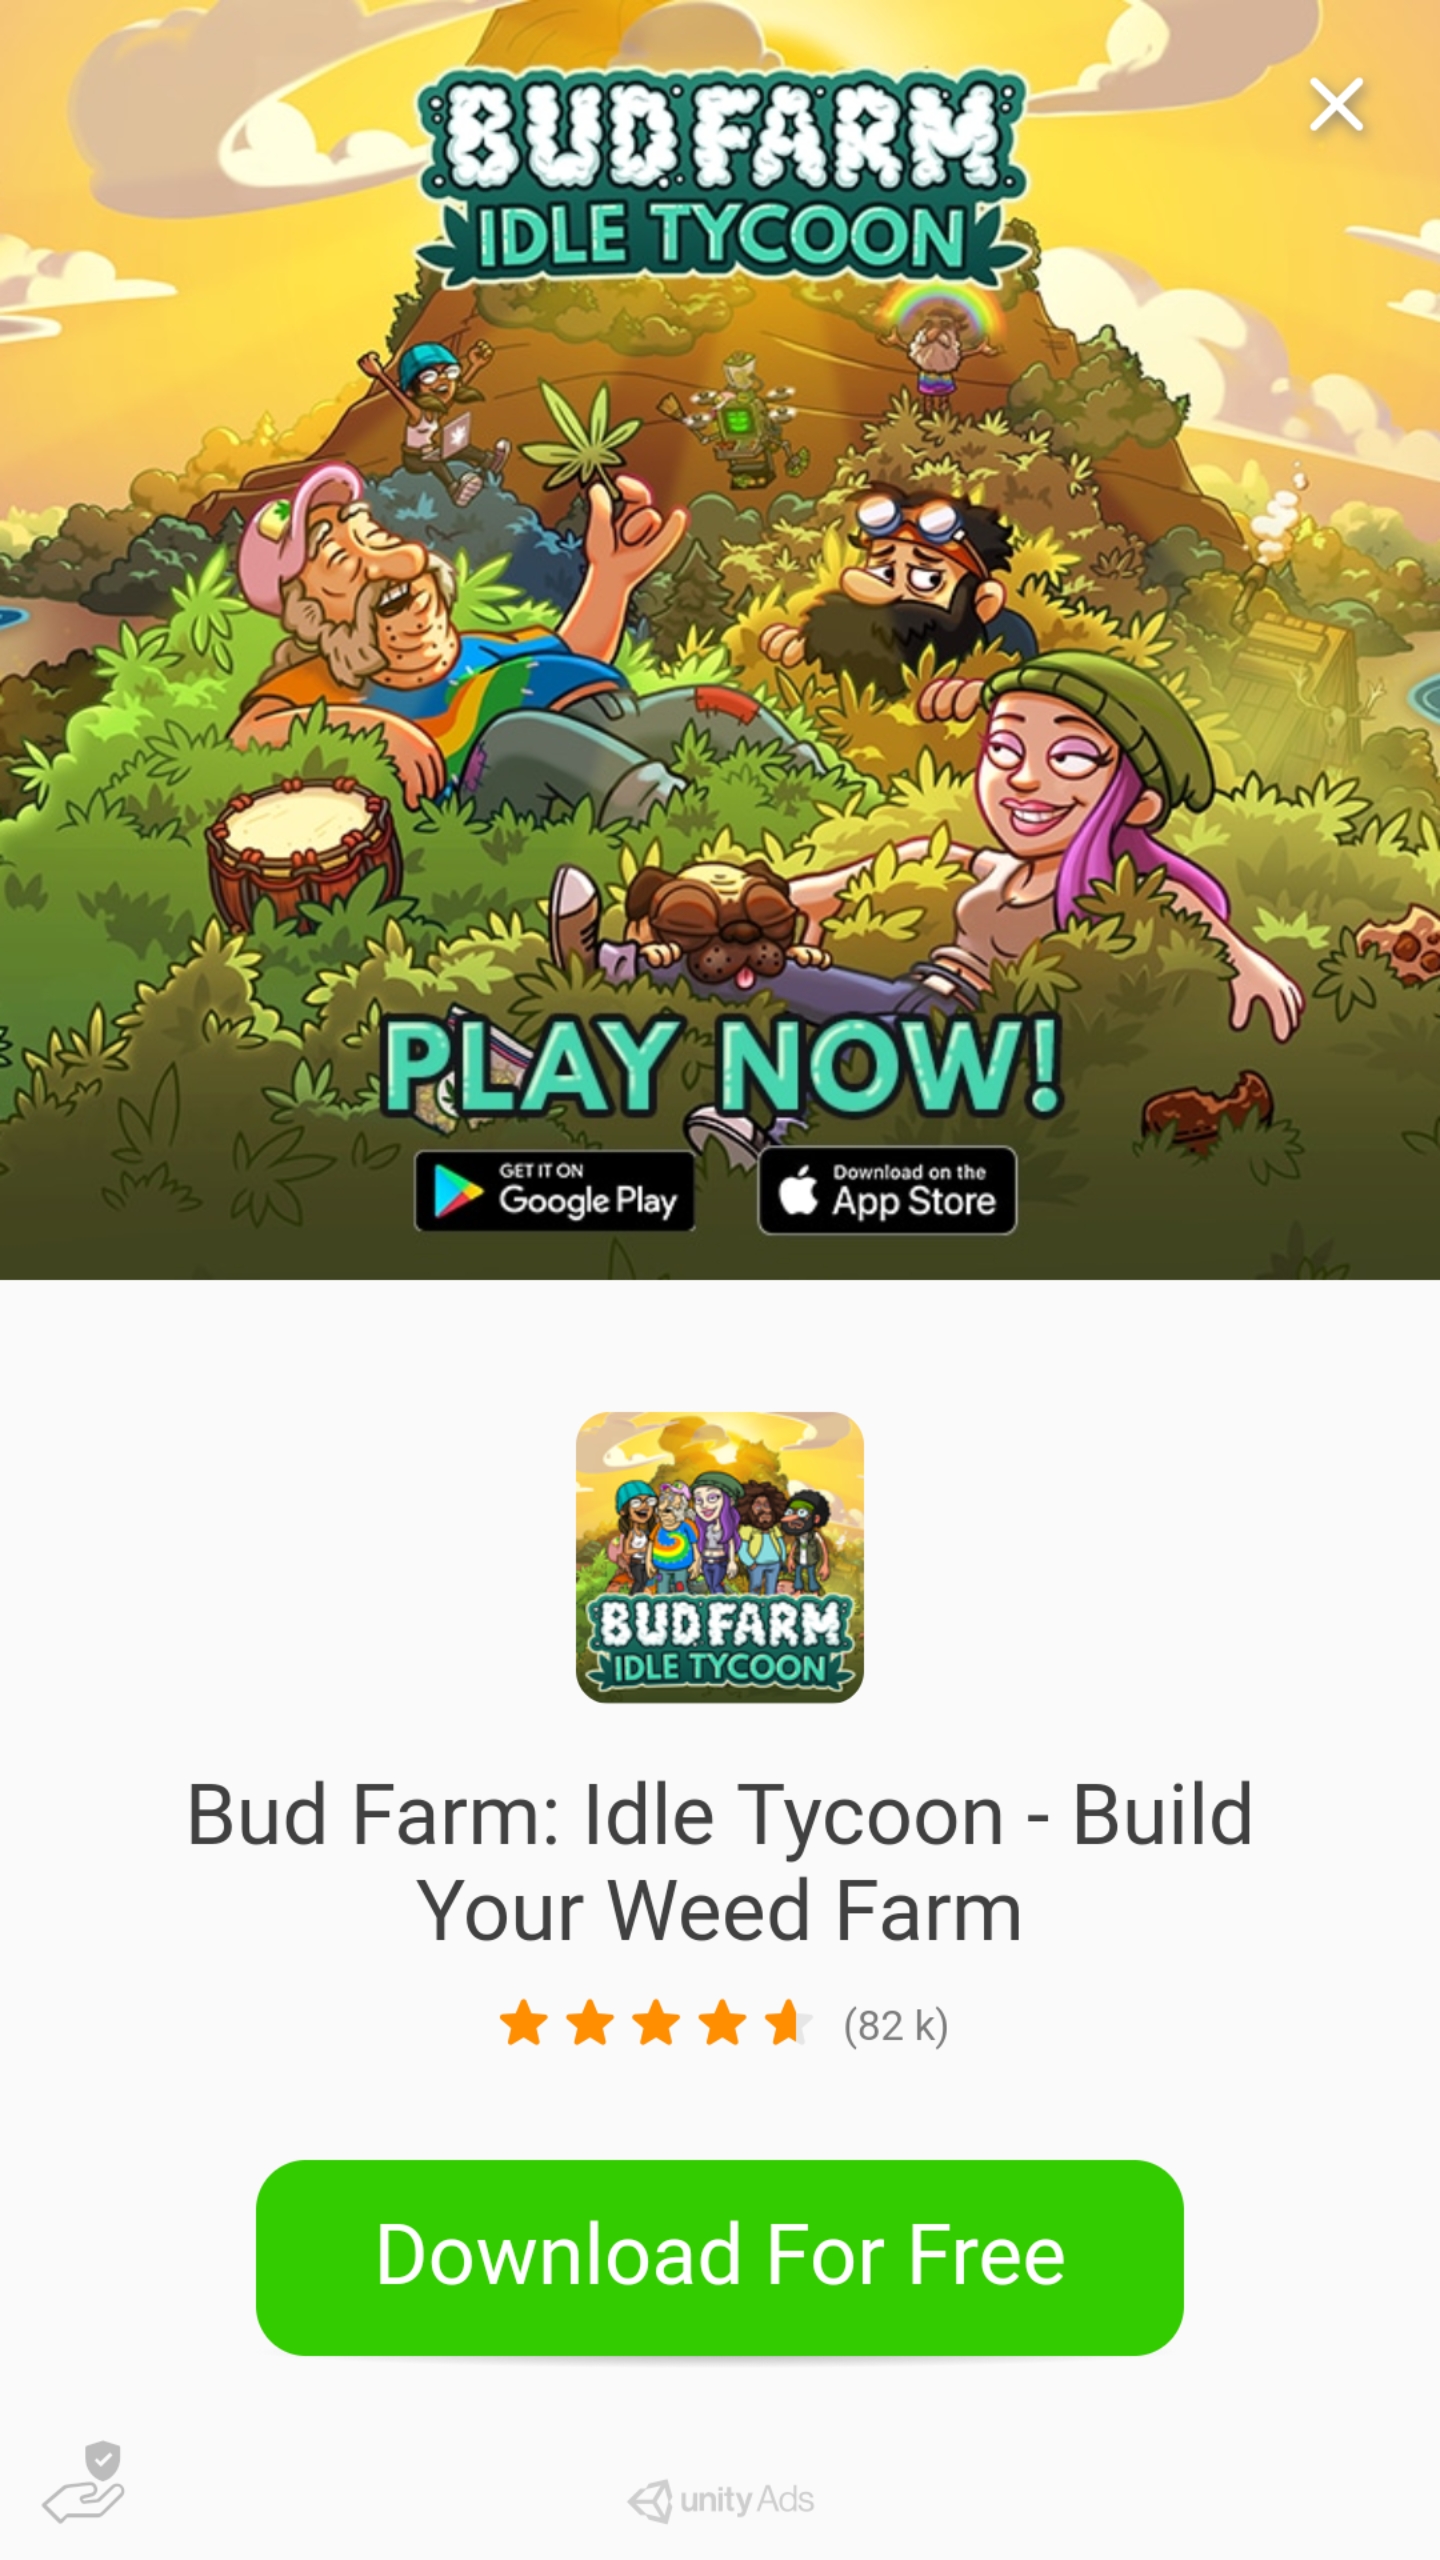 BUD FARM
IDLE TYCOON
PLAY NOW!
GET IT ON
Google Play
Download on the
App Store
BUD FARM
IDLE TYCOON
Bud Farm: Idle Tycoon - Build
Your Weed Farm
(82 k)
Download For Free
unity Ads